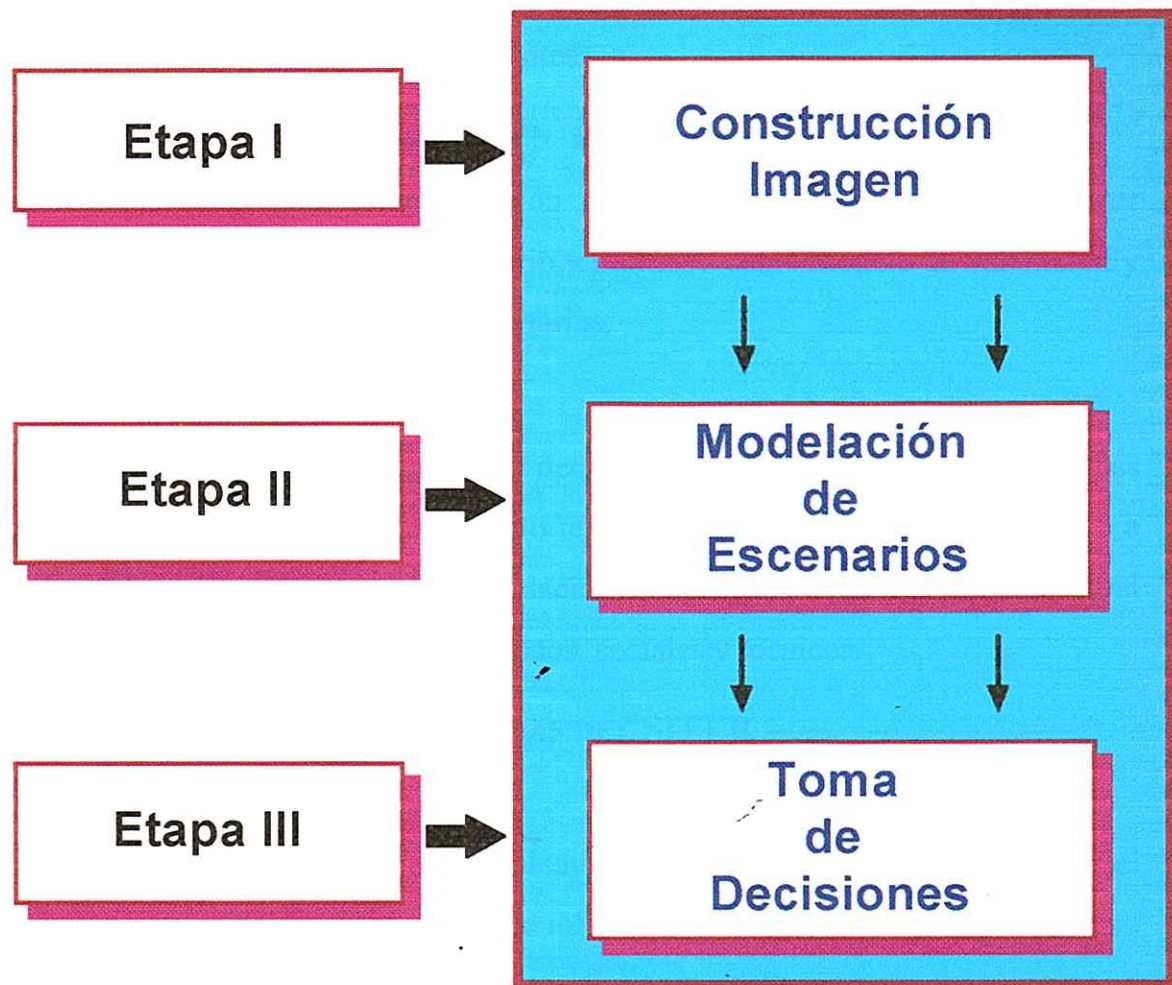 Etapa I
Construcción
Imagen
Etapa II
Modelación
de
Escenarios
Etapa III
Toma
de
Decisiones